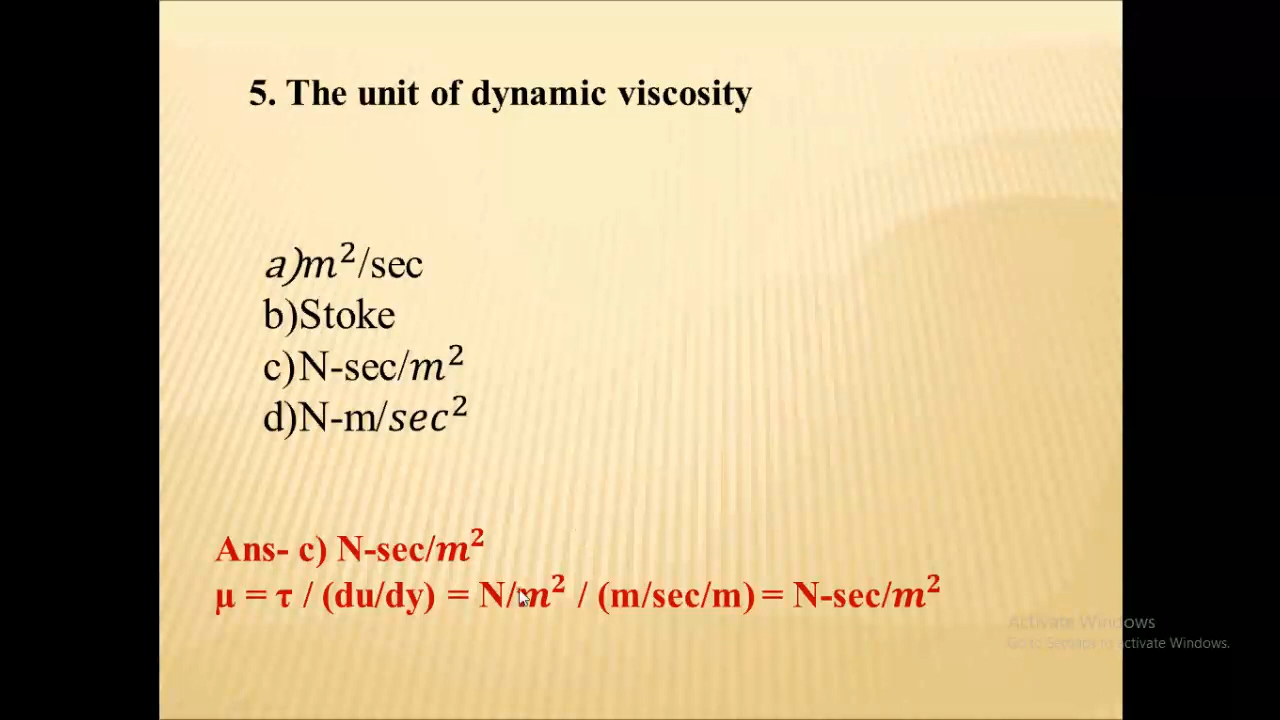 5. The unit of dynamic viscosity
a)m²/sec
b)Stoke
c)N-sec/m²
d)N-m/sec²
Ans- c) N-sec/m²
μ = τ / (du/dy) = N/m² / (m/sec/m) = N-sec/m²
Activate Windows
Go to Settings to activate Windows.